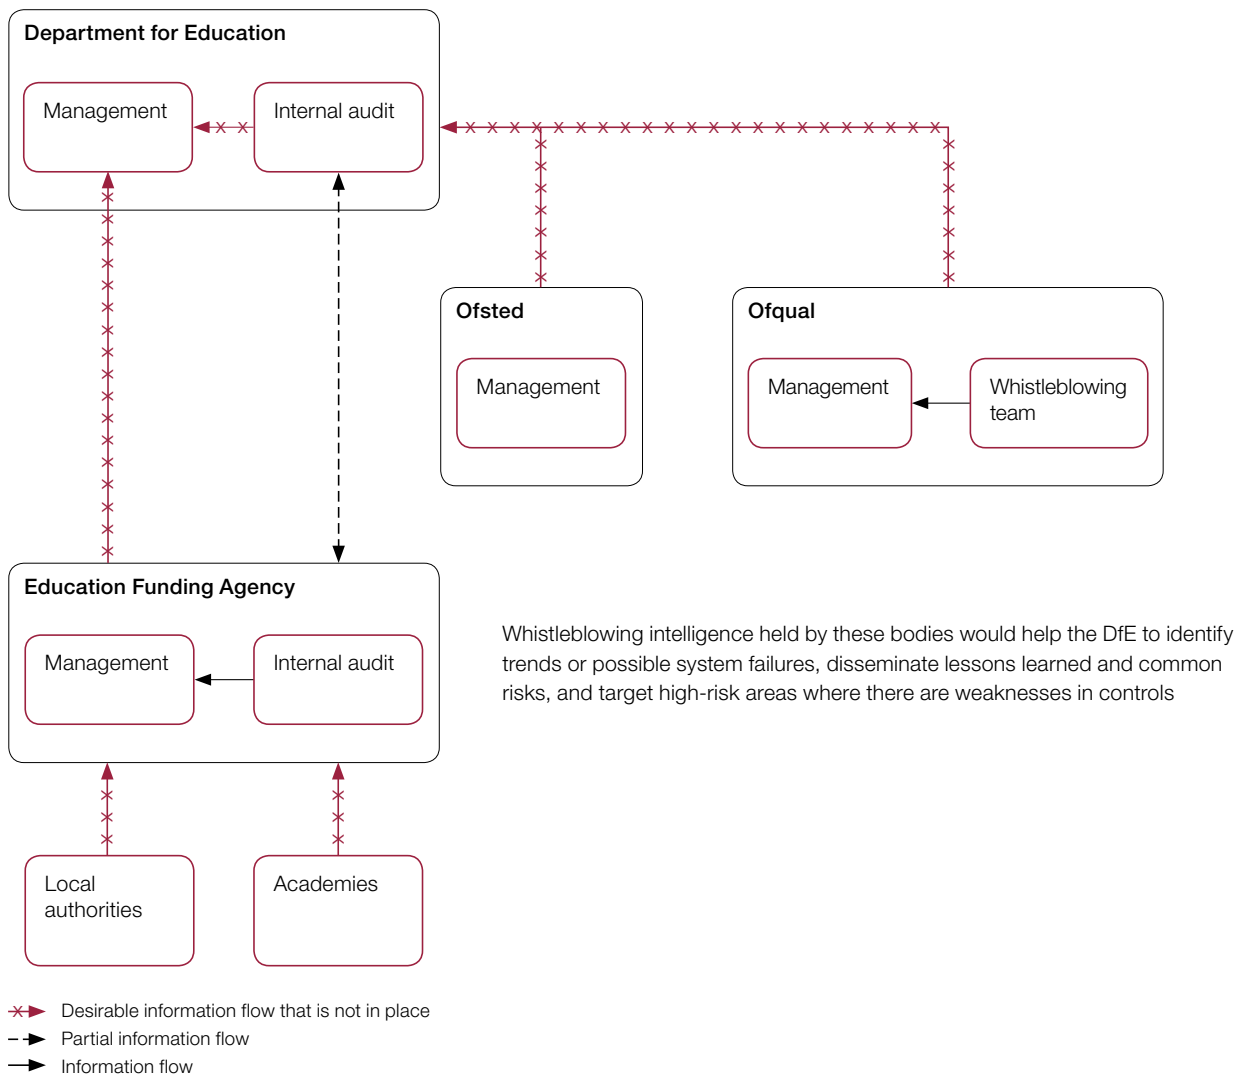 Department for Education
Management
Internal audit
Ofsted
Management
Ofqual
Management
Whistleblowing
team
Education Funding Agency
Management
Internal audit
Whistleblowing intelligence held by these bodies would help the DfE to identify
trends or possible system failures, disseminate lessons learned and common
risks, and target high-risk areas where there are weaknesses in controls
Local
authorities
Academies
Desirable information flow that is not in place
Partial information flow
Information flow